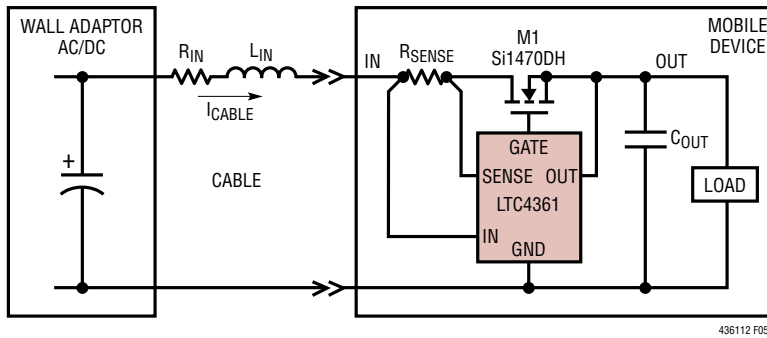 WALL ADAPTOR
AC/DC
+
R_IN
L_IN
I_CABLE
CABLE
IN
R_SENSE
M1
Si1470DH
OUT
MOBILE
DEVICE
GATE
SENSE OUT
LTC4361
IN
GND
C_OUT
LOAD
436112 F05